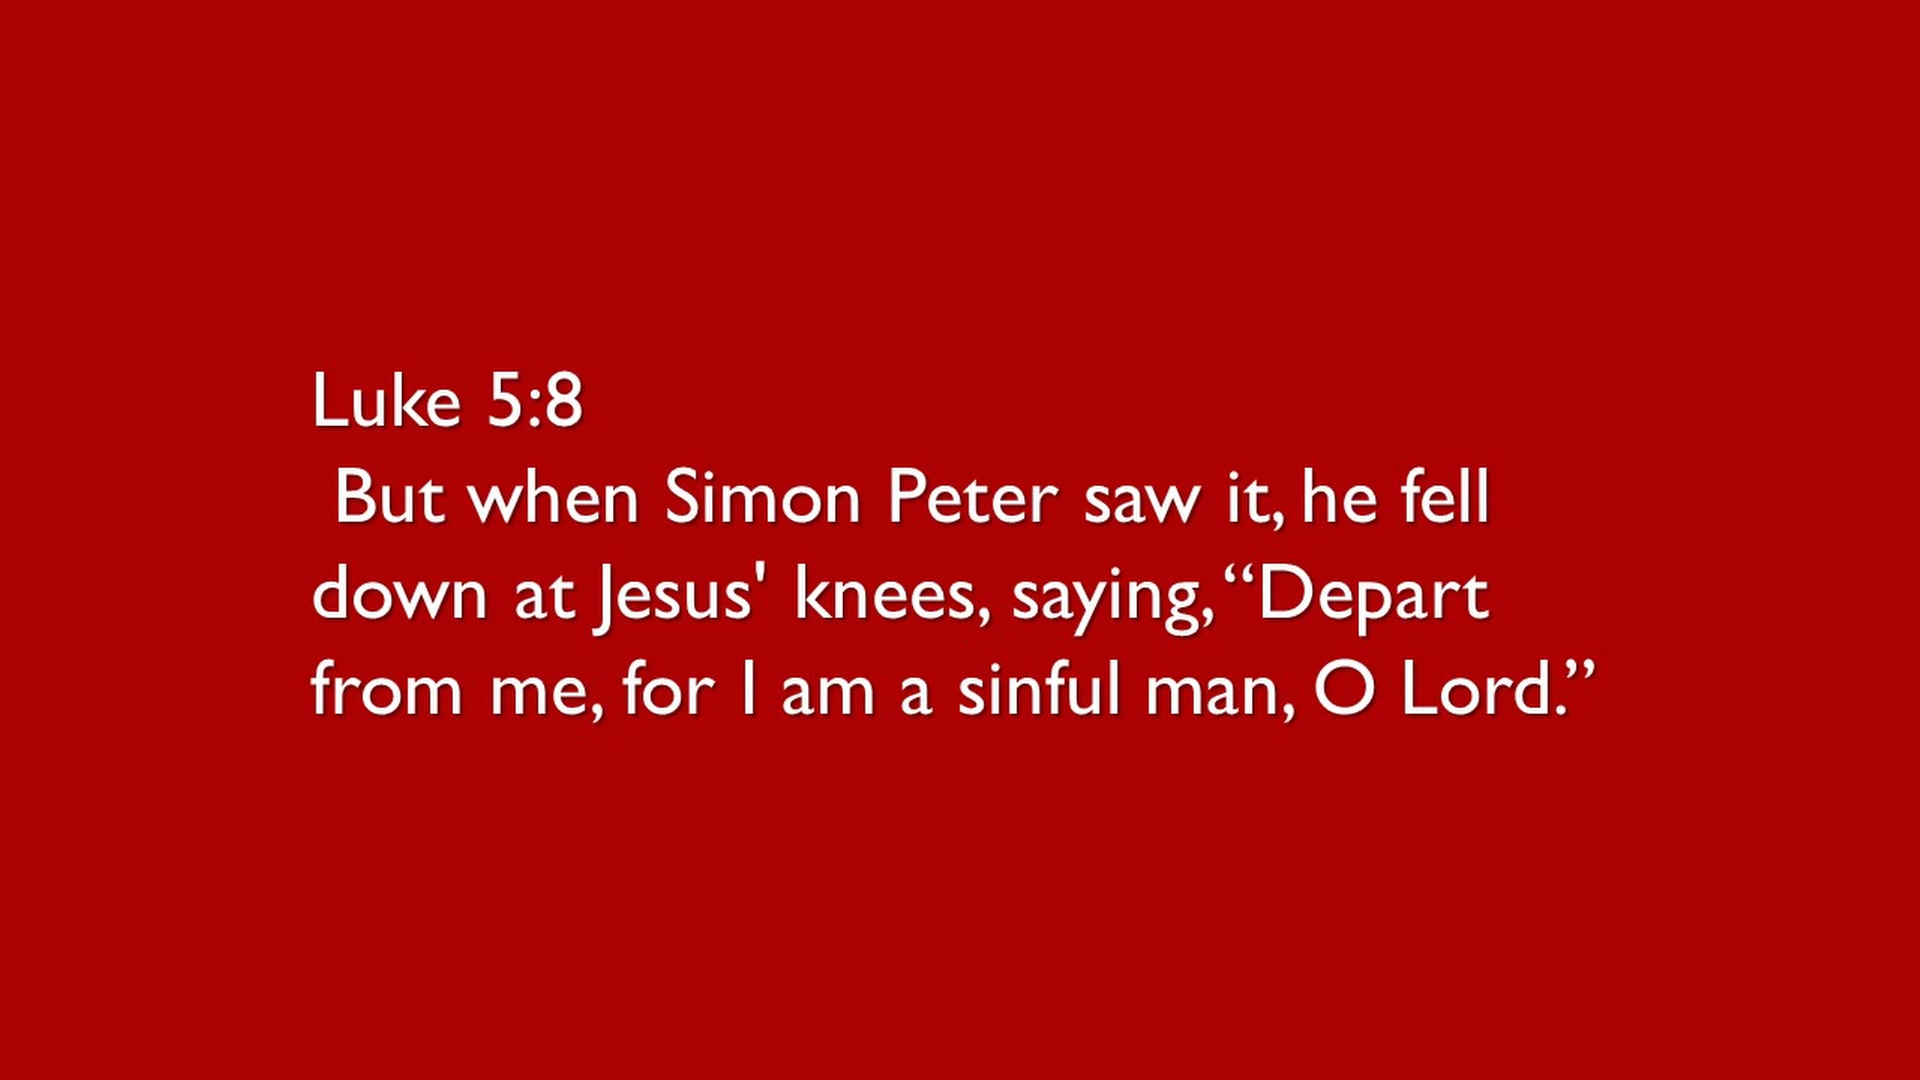 Luke 5:8
But when Simon Peter saw it, he fell
down at Jesus' knees, saying, “Depart
from me, for I am a sinful man, O Lord.”